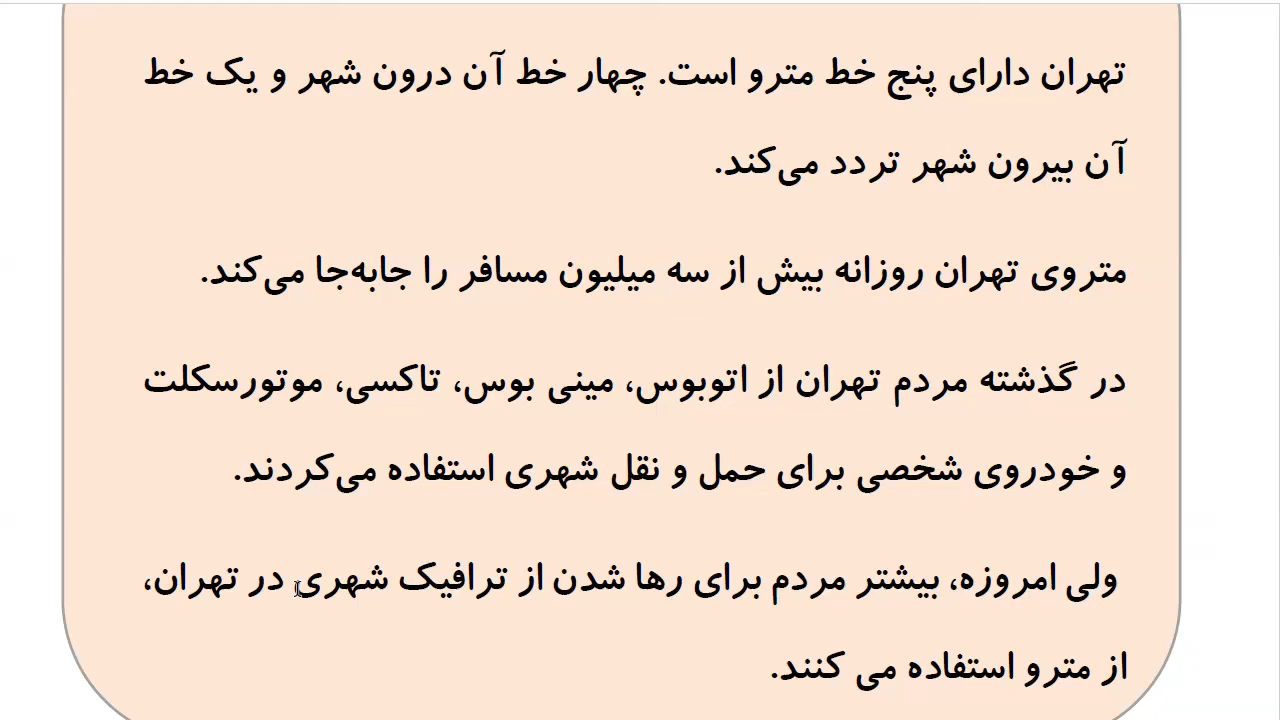 تهران دارای پنج خط مترو است. چهار خط آن درون شهر و یک خط
آن بیرون شهر تردد می‌کند.
متروی تهران روزانه بیش از سه میلیون مسافر را جابه‌جا می‌کند.
در گذشته مردم تهران از اتوبوس، مینی بوس، تاکسی، موتورسکلت
و خودروی شخصی برای حمل و نقل شهری استفاده می‌کردند.
ولی امروزه، بیشتر مردم برای رها شدن از ترافیک شهری در تهران،
از مترو استفاده می کنند.